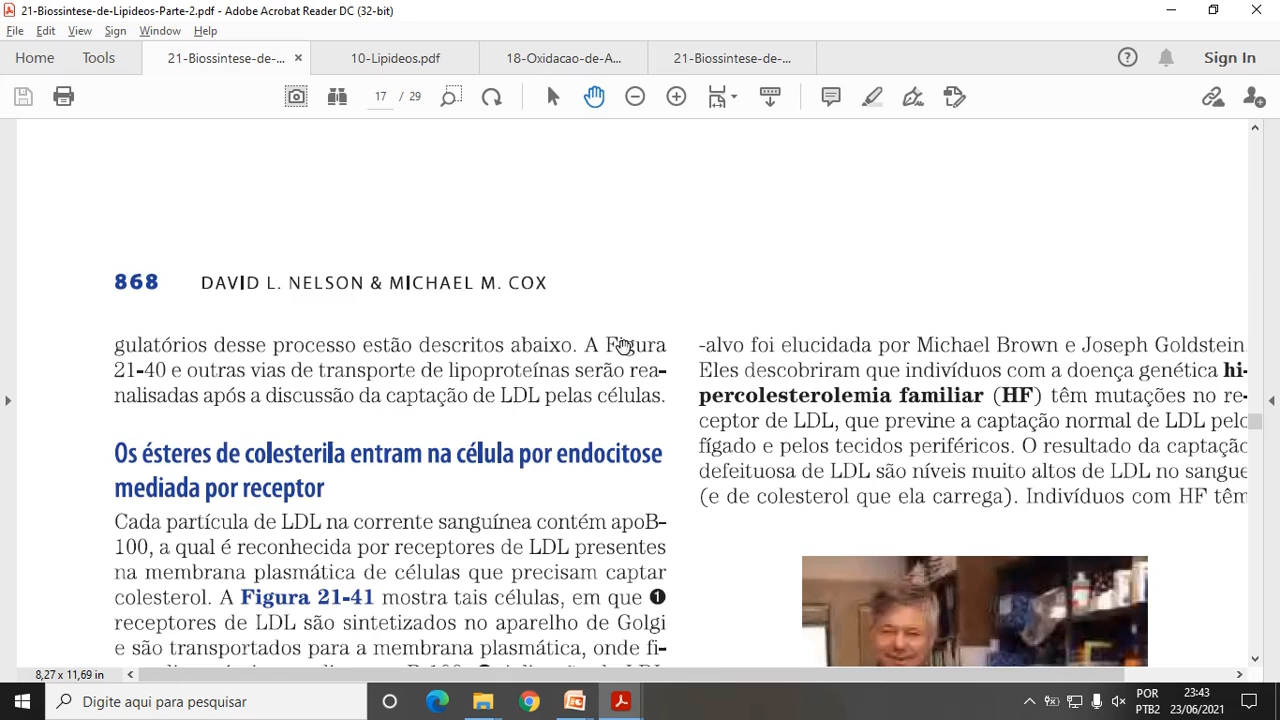 21-Biossintese-de-Lipideos-Parte-2.pdf - Adobe Acrobat Reader DC (32-bit)
File Edit View Sign Window Help
Home Tools 21-Biossintese-de-... × 10-Lipideos.pdf 18-Oxidacao-de-A... 21-Biossintese-de-... Sign In
17 / 29
868 DAVID L. NELSON & MICHAEL M. COX
gulatórios desse processo estão descritos abaixo. A Figura
21-40 e outras vias de transporte de lipoproteínas serão rea-
nalisadas após a discussão da captação de LDL pelas células.
Os ésteres de colesterila entram na célula por endocitose
mediada por receptor
Cada partícula de LDL na corrente sanguínea contém apoB-
100, a qual é reconhecida por receptores de LDL presentes
na membrana plasmática de células que precisam captar
colesterol. A Figura 21-41 mostra tais células, em que ❶
receptores de LDL são sintetizados no aparelho de Golgi
e são transportados para a membrana plasmática, onde fi-
-alvo foi elucidada por Michael Brown e Joseph Goldstein.
Eles descobriram que indivíduos com a doença genética hi-
percolesterolemia familiar (HF) têm mutações no re-
ceptor de LDL, que previne a captação normal de LDL pelo
fígado e pelos tecidos periféricos. O resultado da captação
defeituosa de LDL são níveis muito altos de LDL no sangue
(e de colesterol que ela carrega). Indivíduos com HF têm
8,27 x 11,69 in
Digite aqui para pesquisar
POR
PTB2
23:43
23/06/2021